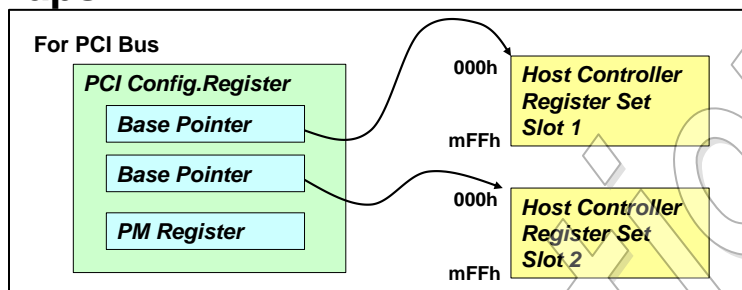 For PCI Bus
PCI Config.Register
Base Pointer
Base Pointer
PM Register
000h
mFFh
Host Controller
Register Set
Slot 1
000h
mFFh
Host Controller
Register Set
Slot 2